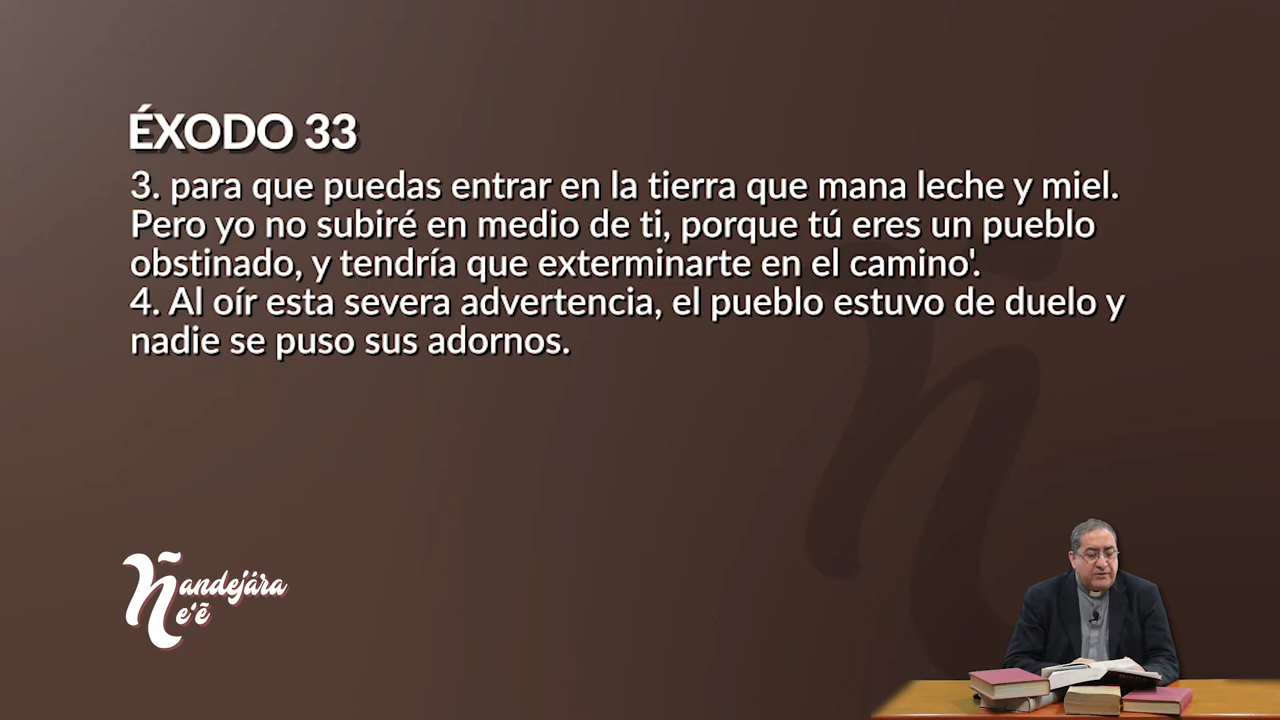 ÉXODO 33
3. para que puedas entrar en la tierra que mana leche y miel.
Pero yo no subiré en medio de ti, porque tú eres un pueblo
obstinado, y tendría que exterminarte en el camino'.
4. Al oír esta severa advertencia, el pueblo estuvo de duelo y
nadie se puso sus adornos.
Ñandejára
Ñe'ẽ